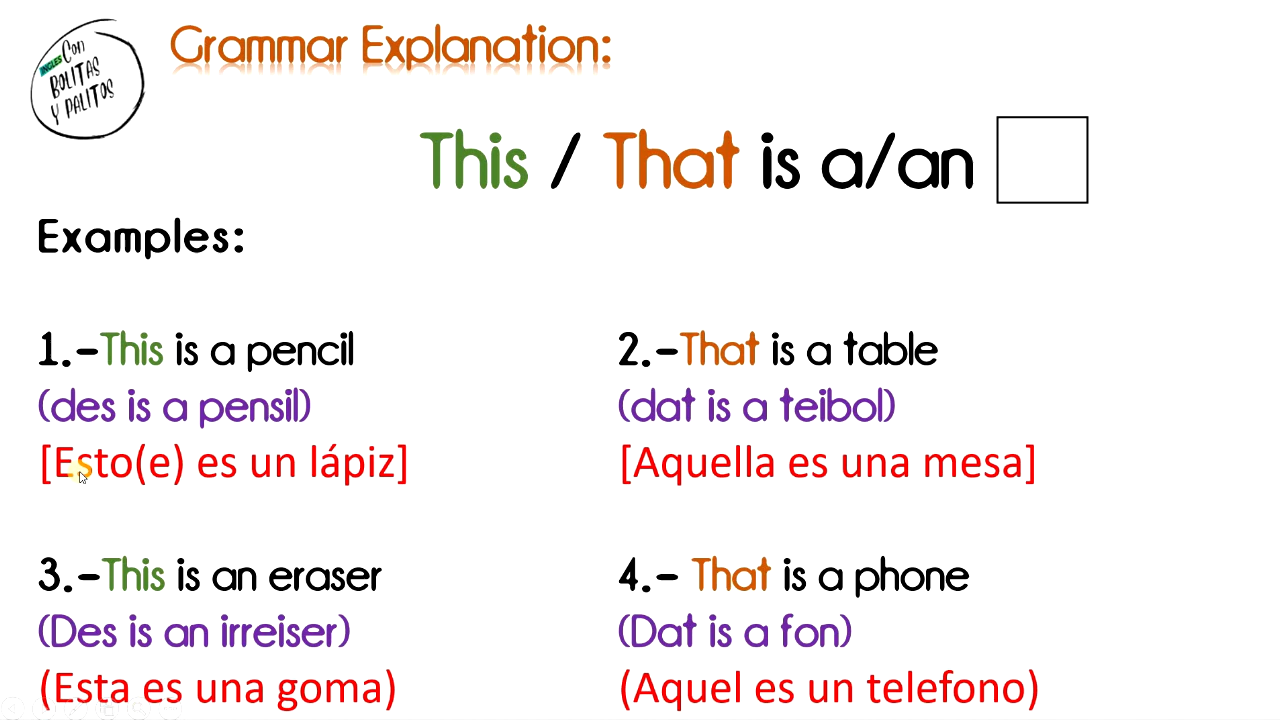 INGLES Con
BOLITAS
Y PALITOS
Grammar Explanation:
This / That is a/an
Examples:
1.-This is a pencil
(des is a pensil)
[Esto(e) es un lápiz]
2.-That is a table
(dat is a teibol)
[Aquella es una mesa]
3.-This is an eraser
(Des is an irreiser)
(Esta es una goma)
4.- That is a phone
(Dat is a fon)
(Aquel es un telefono)